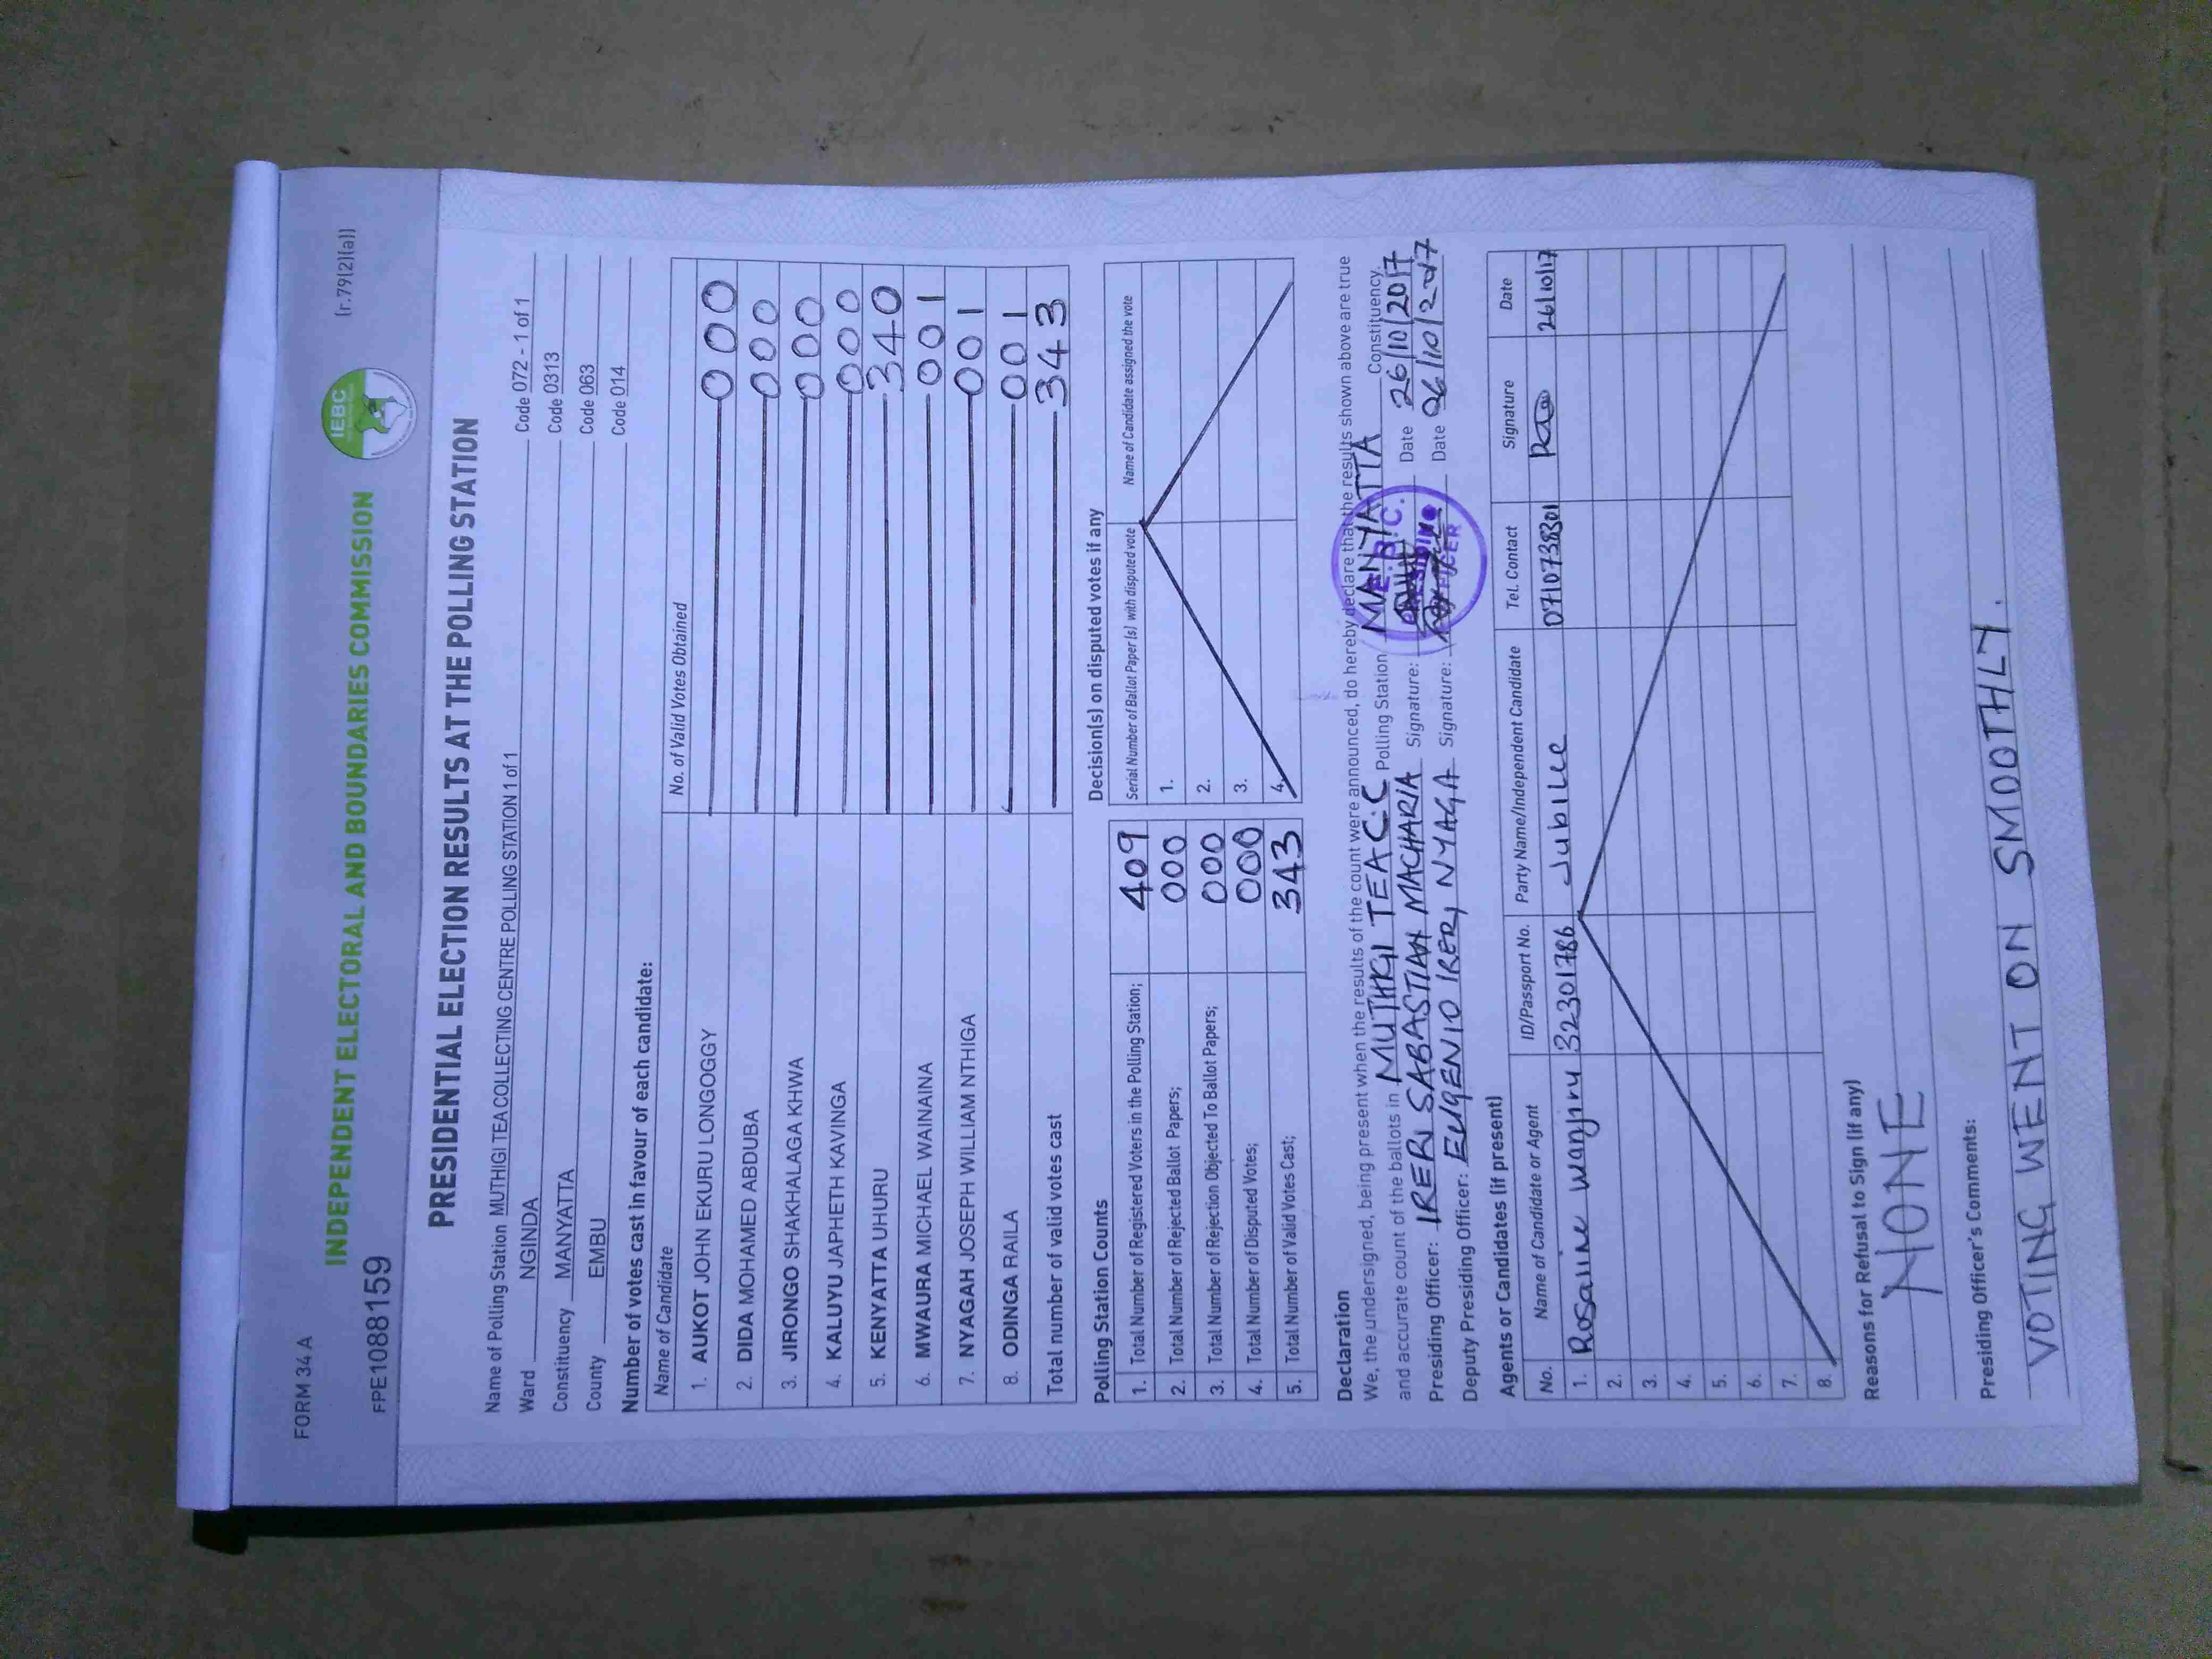 FORM 34 A
(r.79(2)(a))
IEBC
INDEPENDENT ELECTORAL AND BOUNDARIES COMMISSION
FPE1088159
PRESIDENTIAL ELECTION RESULTS AT THE POLLING STATION
Name of Polling Station MUTHIGI TEA COLLECTING CENTRE POLLING STATION 1 of 1 Code 072 - 1 of 1
Ward NGINDA Code 0313
Constituency MANYATTA Code 063
County EMBU Code 014
Number of votes cast in favour of each candidate:
Name of Candidate No. of Valid Votes Obtained
1. AUKOT JOHN EKURU LONGOGGY 000
2. DIDA MOHAMED ABDUBA 000
3. JIRONGO SHAKHALAGA KHWA 000
4. KALUYU JAPHETH KAVINGA 000
5. KENYATTA UHURU 340
6. MWAURA MICHAEL WAINAINA 001
7. NYAGAH JOSEPH WILLIAM NTHIGA 001
8. ODINGA RAILA 001
Total number of valid votes cast 343
Polling Station Counts
1. Total Number of Registered Voters in the Polling Station; 409
2. Total Number of Rejected Ballot Papers; 000
3. Total Number of Rejection Objected To Ballot Papers; 000
4. Total Number of Disputed Votes; 000
5. Total Number of Valid Votes Cast; 343
Decision(s) on disputed votes if any
Serial Number of Ballot Paper(s) with disputed vote Name of Candidate assigned the vote
1.
2.
3.
4.
Declaration
We, the undersigned, being present when the results of the count were announced, do hereby declare that the results shown above are true
and accurate count of the ballots in MUTHIGI TEA C.C Polling Station MANYATTA Constituency.
Presiding Officer: IRERI SABASTIAN MACHARIA Signature: Date 26/10/2017
Deputy Presiding Officer: EUGENIO IRERI NYAGA Signature: Date 26/10/2017
Agents or Candidates (if present)
No. Name of Candidate or Agent ID/Passport No. Party Name/Independent Candidate Tel. Contact Signature Date
1. Rosaline Wanjiru 32301786 Jubilee 0710738301 26/10/17
2.
3.
4.
5.
6.
7.
8.
Reasons for Refusal to Sign (if any)
NONE
Presiding Officer's Comments:
VOTING WENT ON SMOOTHLY.